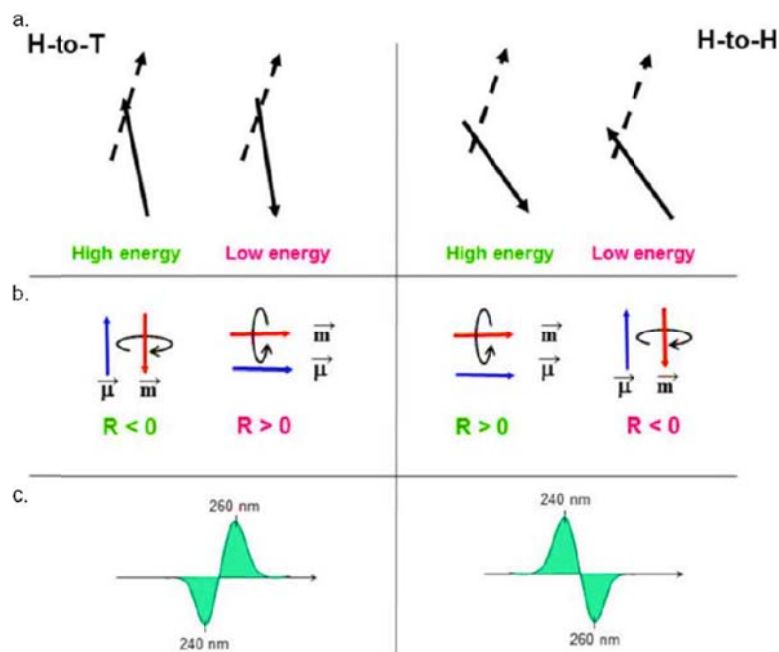 a.
H-to-T
H-to-H
High energy
Low energy
High energy
Low energy
b.
μ
m
R < 0
m
μ
R > 0
m
μ
R > 0
μ
m
R < 0
c.
260 nm
240 nm
240 nm
260 nm